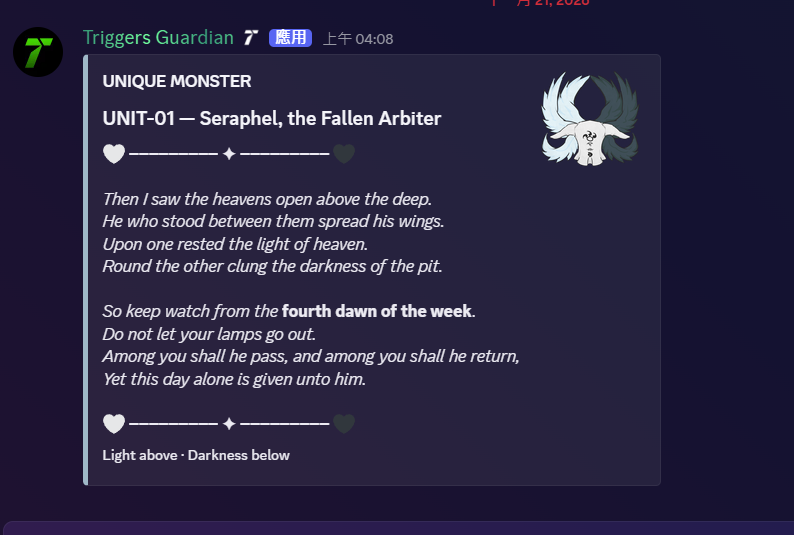 月 21, 2026
Triggers Guardian 應用 上午 04:08
UNIQUE MONSTER
UNIT-01 — Seraphel, the Fallen Arbiter
Then I saw the heavens open above the deep.
He who stood between them spread his wings.
Upon one rested the light of heaven.
Round the other clung the darkness of the pit.
So keep watch from the fourth dawn of the week.
Do not let your lamps go out.
Among you shall he pass, and among you shall he return,
Yet this day alone is given unto him.
Light above · Darkness below